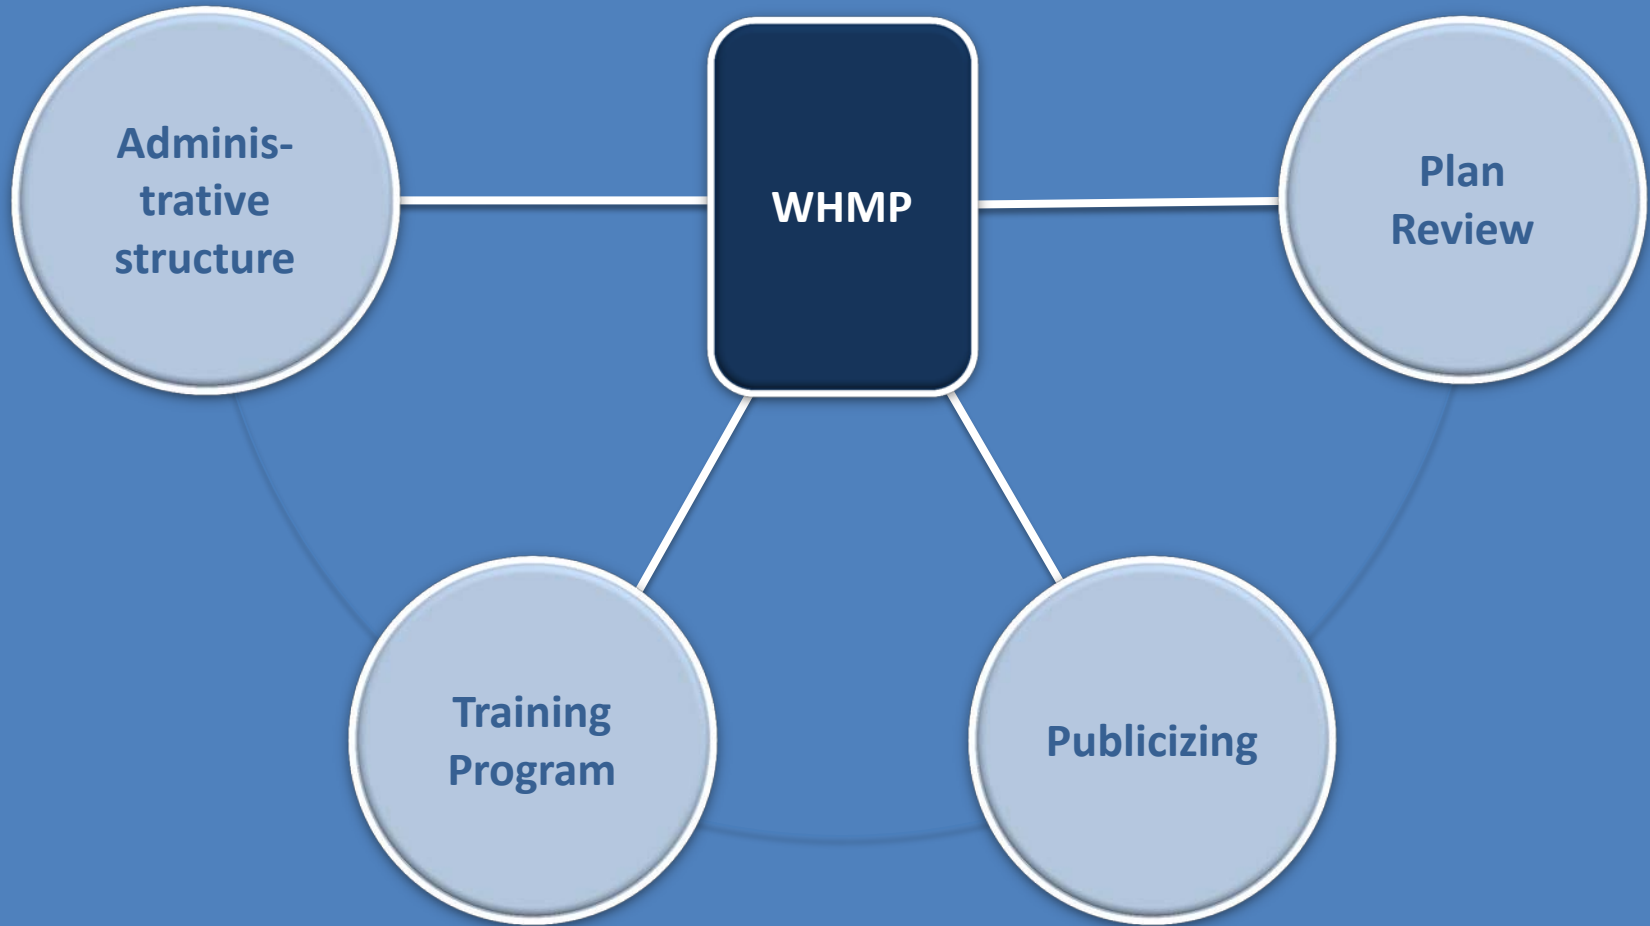 Adminis-
trative
structure
WHMP
Plan
Review
Training
Program
Publicizing